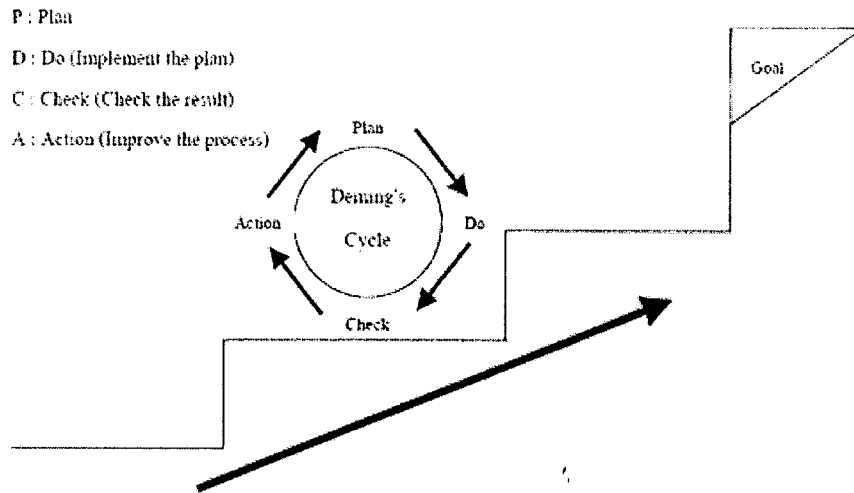 P : Plan
D : Do (Implement the plan)
C : Check (Check the result)
A : Action (Improve the process)
Goal
Plan
Deming's
Cycle
Action
Do
Check